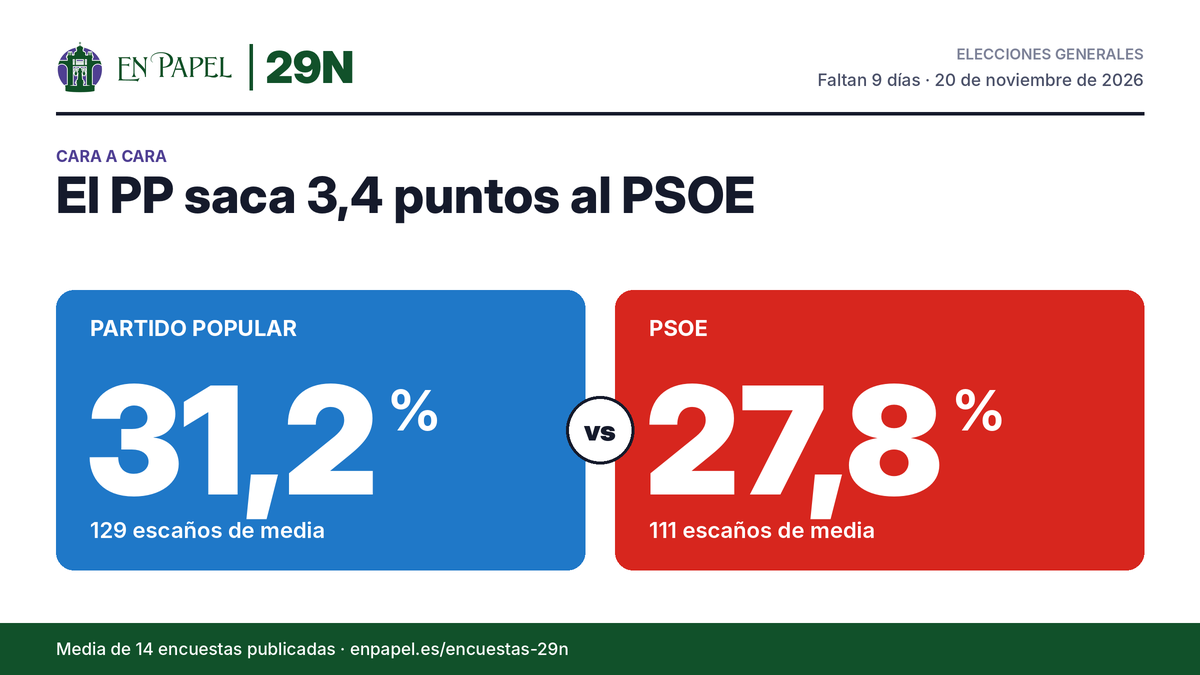 EN PAPEL | 29N
ELECCIONES GENERALES
Faltan 9 días · 20 de noviembre de 2026
CARA A CARA
El PP saca 3,4 puntos al PSOE
PARTIDO POPULAR
31,2 %
129 escaños de media
vs
PSOE
27,8 %
111 escaños de media
Media de 14 encuestas publicadas · enpapel.es/encuestas-29n